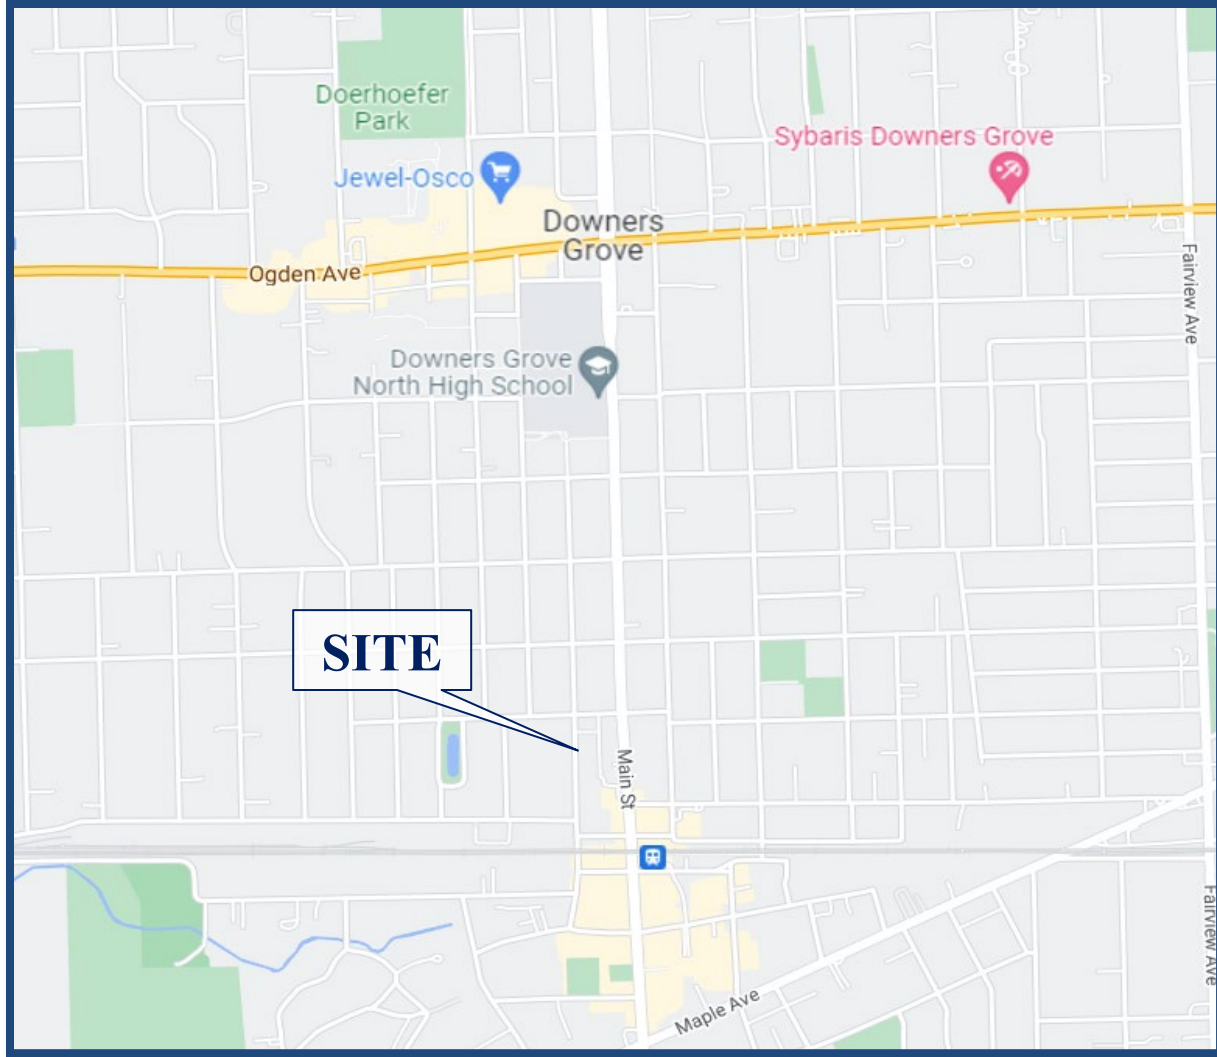 Doerhoefer
Park
Sybaris Downers Grove
Jewel-Osco
Downers
Grove
Ogden Ave
Fairview Ave
Downers Grove
North High School
SITE
Main St
Fairview Ave
Maple Ave